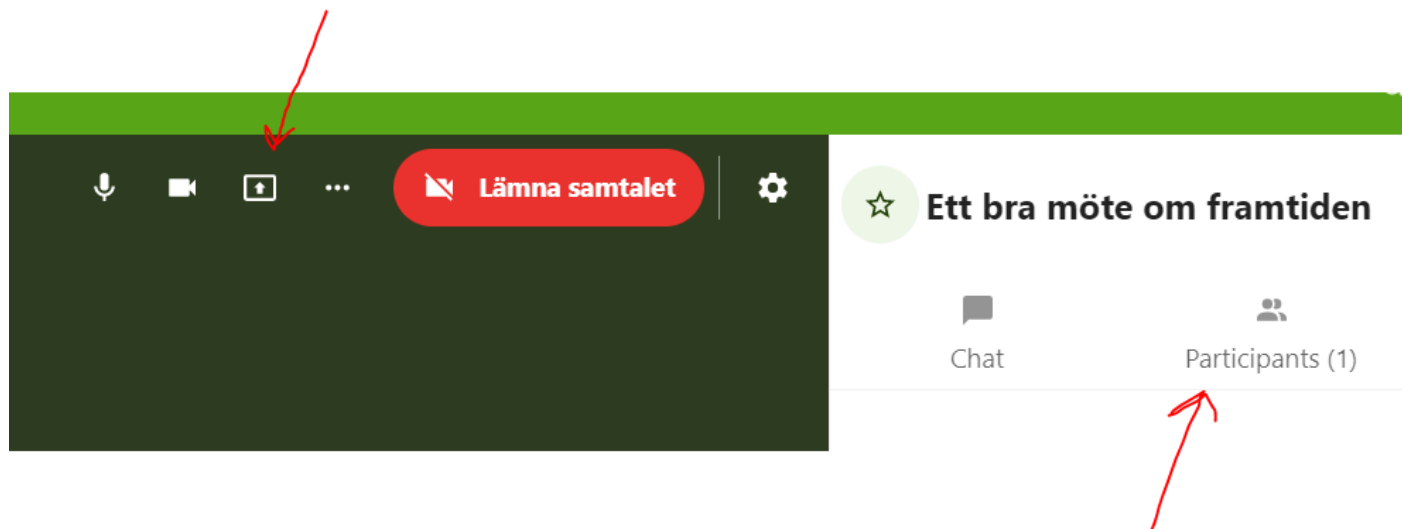 Lämna samtalet
Ett bra möte om framtiden
Chat
Participants (1)